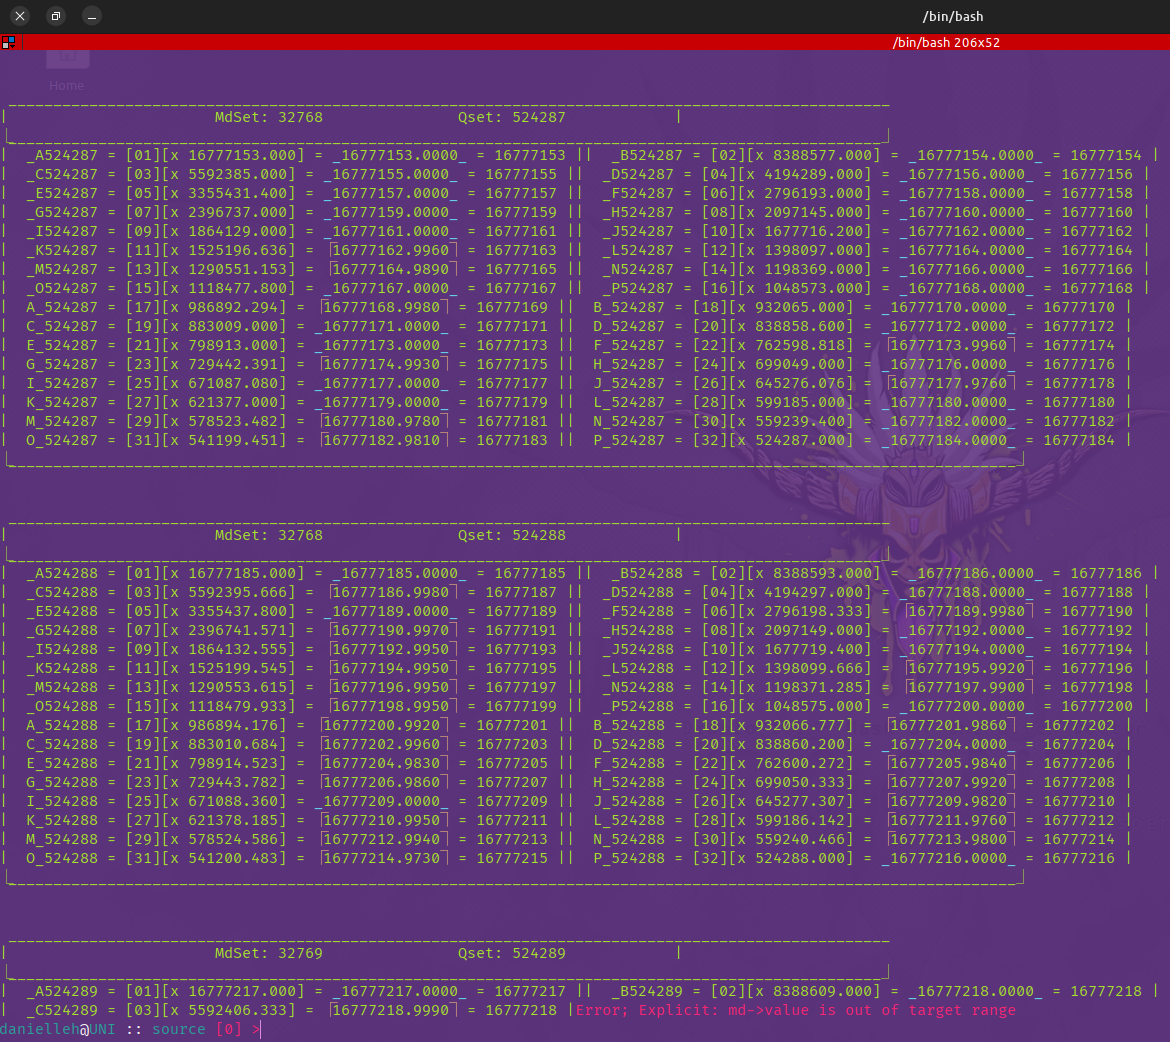 /bin/bash
/bin/bash 206x52
Home
| MdSet: 32768 Qset: 524287 |
| _A524287 = [01][x 16777153.000] = _16777153.0000_ = 16777153 || _B524287 = [02][x 8388577.000] = _16777154.0000_ = 16777154 |
| _C524287 = [03][x 5592385.000] = _16777155.0000_ = 16777155 || _D524287 = [04][x 4194289.000] = _16777156.0000_ = 16777156 |
| _E524287 = [05][x 3355431.400] = _16777157.0000_ = 16777157 || _F524287 = [06][x 2796193.000] = _16777158.0000_ = 16777158 |
| _G524287 = [07][x 2396737.000] = _16777159.0000_ = 16777159 || _H524287 = [08][x 2097145.000] = _16777160.0000_ = 16777160 |
| _I524287 = [09][x 1864129.000] = _16777161.0000_ = 16777161 || _J524287 = [10][x 1677716.200] = _16777162.0000_ = 16777162 |
| _K524287 = [11][x 1525196.636] = ⌈16777162.9960⌉ = 16777163 || _L524287 = [12][x 1398097.000] = _16777164.0000_ = 16777164 |
| _M524287 = [13][x 1290551.153] = ⌈16777164.9890⌉ = 16777165 || _N524287 = [14][x 1198369.000] = _16777166.0000_ = 16777166 |
| _O524287 = [15][x 1118477.800] = _16777167.0000_ = 16777167 || _P524287 = [16][x 1048573.000] = _16777168.0000_ = 16777168 |
| A_524287 = [17][x 986892.294] = ⌈16777168.9980⌉ = 16777169 || B_524287 = [18][x 932065.000] = _16777170.0000_ = 16777170 |
| C_524287 = [19][x 883009.000] = _16777171.0000_ = 16777171 || D_524287 = [20][x 838858.600] = _16777172.0000_ = 16777172 |
| E_524287 = [21][x 798913.000] = _16777173.0000_ = 16777173 || F_524287 = [22][x 762598.818] = ⌈16777173.9960⌉ = 16777174 |
| G_524287 = [23][x 729442.391] = ⌈16777174.9930⌉ = 16777175 || H_524287 = [24][x 699049.000] = _16777176.0000_ = 16777176 |
| I_524287 = [25][x 671087.080] = _16777177.0000_ = 16777177 || J_524287 = [26][x 645276.076] = ⌈16777177.9760⌉ = 16777178 |
| K_524287 = [27][x 621377.000] = _16777179.0000_ = 16777179 || L_524287 = [28][x 599185.000] = _16777180.0000_ = 16777180 |
| M_524287 = [29][x 578523.482] = ⌈16777180.9780⌉ = 16777181 || N_524287 = [30][x 559239.400] = _16777182.0000_ = 16777182 |
| O_524287 = [31][x 541199.451] = ⌈16777182.9810⌉ = 16777183 || P_524287 = [32][x 524287.000] = _16777184.0000_ = 16777184 |
| MdSet: 32768 Qset: 524288 |
| _A524288 = [01][x 16777185.000] = _16777185.0000_ = 16777185 || _B524288 = [02][x 8388593.000] = _16777186.0000_ = 16777186 |
| _C524288 = [03][x 5592395.666] = ⌈16777186.9980⌉ = 16777187 || _D524288 = [04][x 4194297.000] = _16777188.0000_ = 16777188 |
| _E524288 = [05][x 3355437.800] = _16777189.0000_ = 16777189 || _F524288 = [06][x 2796198.333] = ⌈16777189.9980⌉ = 16777190 |
| _G524288 = [07][x 2396741.571] = ⌈16777190.9970⌉ = 16777191 || _H524288 = [08][x 2097149.000] = _16777192.0000_ = 16777192 |
| _I524288 = [09][x 1864132.555] = ⌈16777192.9950⌉ = 16777193 || _J524288 = [10][x 1677719.400] = _16777194.0000_ = 16777194 |
| _K524288 = [11][x 1525199.545] = ⌈16777194.9950⌉ = 16777195 || _L524288 = [12][x 1398099.666] = ⌈16777195.9920⌉ = 16777196 |
| _M524288 = [13][x 1290553.615] = ⌈16777196.9950⌉ = 16777197 || _N524288 = [14][x 1198371.285] = ⌈16777197.9900⌉ = 16777198 |
| _O524288 = [15][x 1118479.933] = ⌈16777198.9950⌉ = 16777199 || _P524288 = [16][x 1048575.000] = _16777200.0000_ = 16777200 |
| A_524288 = [17][x 986894.176] = ⌈16777200.9920⌉ = 16777201 || B_524288 = [18][x 932066.777] = ⌈16777201.9860⌉ = 16777202 |
| C_524288 = [19][x 883010.684] = ⌈16777202.9960⌉ = 16777203 || D_524288 = [20][x 838860.200] = _16777204.0000_ = 16777204 |
| E_524288 = [21][x 798914.523] = ⌈16777204.9830⌉ = 16777205 || F_524288 = [22][x 762600.272] = ⌈16777205.9840⌉ = 16777206 |
| G_524288 = [23][x 729443.782] = ⌈16777206.9860⌉ = 16777207 || H_524288 = [24][x 699050.333] = ⌈16777207.9920⌉ = 16777208 |
| I_524288 = [25][x 671088.360] = _16777209.0000_ = 16777209 || J_524288 = [26][x 645277.307] = ⌈16777209.9820⌉ = 16777210 |
| K_524288 = [27][x 621378.185] = ⌈16777210.9950⌉ = 16777211 || L_524288 = [28][x 599186.142] = ⌈16777211.9760⌉ = 16777212 |
| M_524288 = [29][x 578524.586] = ⌈16777212.9940⌉ = 16777213 || N_524288 = [30][x 559240.466] = ⌈16777213.9800⌉ = 16777214 |
| O_524288 = [31][x 541200.483] = ⌈16777214.9730⌉ = 16777215 || P_524288 = [32][x 524288.000] = _16777216.0000_ = 16777216 |
| MdSet: 32769 Qset: 524289 |
| _A524289 = [01][x 16777217.000] = _16777217.0000_ = 16777217 || _B524289 = [02][x 8388609.000] = _16777218.0000_ = 16777218 |
| _C524289 = [03][x 5592406.333] = ⌈16777218.9990⌉ = 16777218 |Error; Explicit: md->value is out of target range
danielleh@UNI :: source [0] >